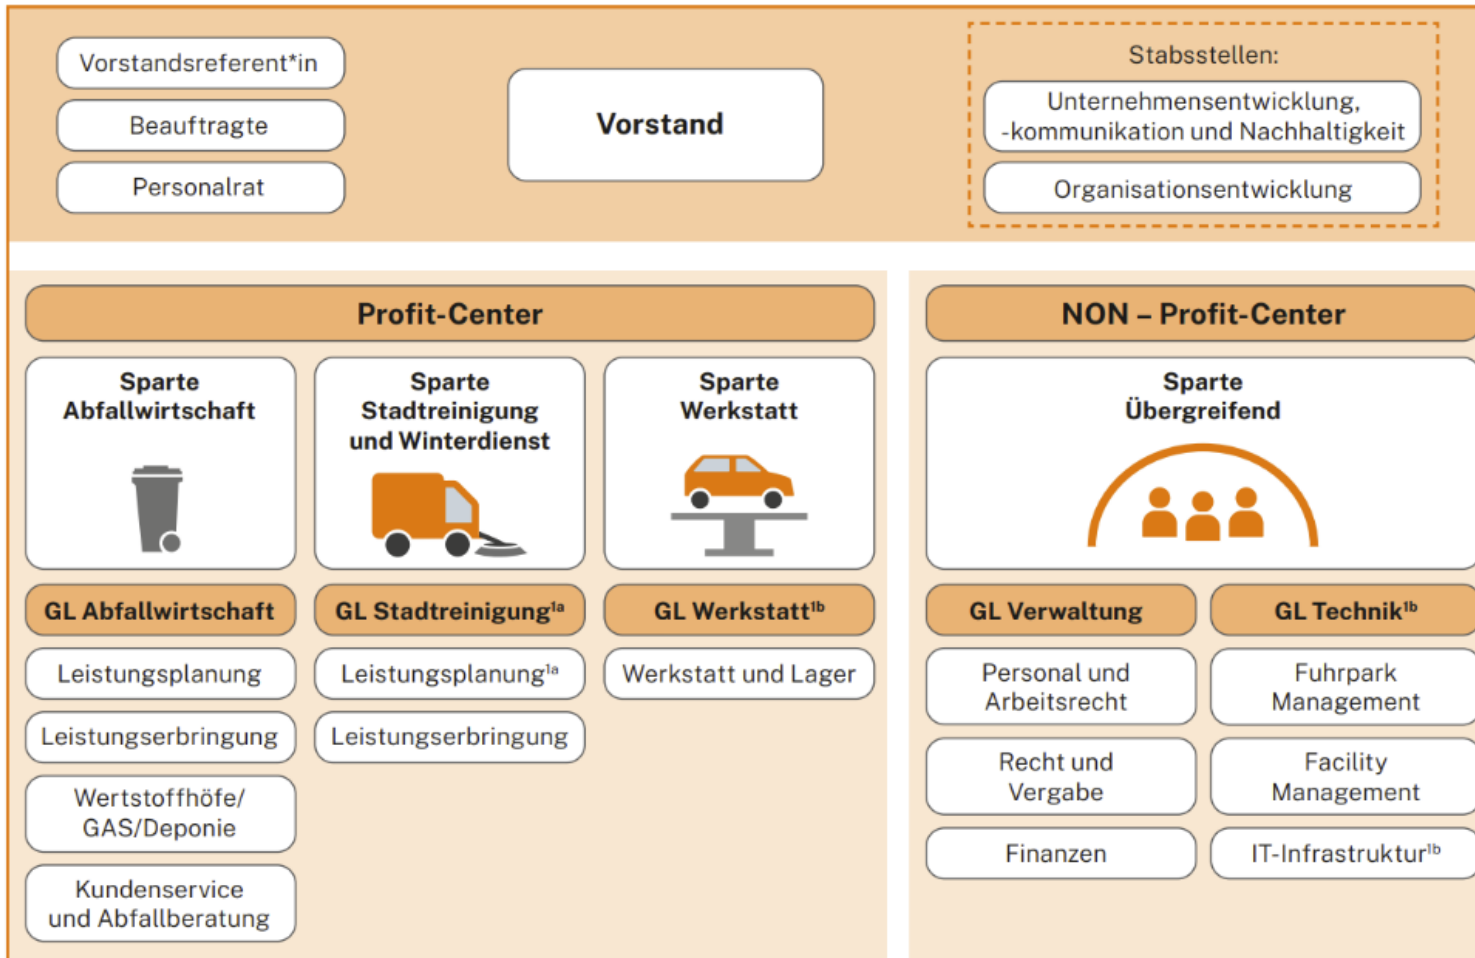 Vorstandsreferent*in
Beauftragte
Personalrat
Vorstand
Stabsstellen:
Unternehmensentwicklung,
-kommunikation und Nachhaltigkeit
Organisationsentwicklung
Profit-Center
Sparte
Abfallwirtschaft
Sparte
Stadtreinigung
und Winterdienst
Sparte
Werkstatt
GL Abfallwirtschaft
Leistungsplanung
Leistungserbringung
Wertstoffhöfe/
GAS/Deponie
Kundenservice
und Abfallberatung
GL Stadtreinigung¹ᵃ
Leistungsplanung¹ᵃ
Leistungserbringung
GL Werkstatt¹ᵇ
Werkstatt und Lager
NON – Profit-Center
Sparte
Übergreifend
GL Verwaltung
Personal und
Arbeitsrecht
Recht und
Vergabe
Finanzen
GL Technik¹ᵇ
Fuhrpark
Management
Facility
Management
IT-Infrastruktur¹ᵇ